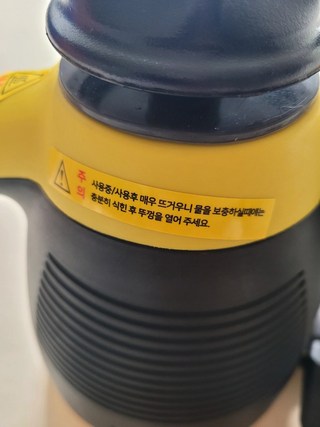 주의
사용중/사용후 매우 뜨거우니 물을 보충하실때에는
충분히 식힌 후 뚜껑을 열어 주세요.